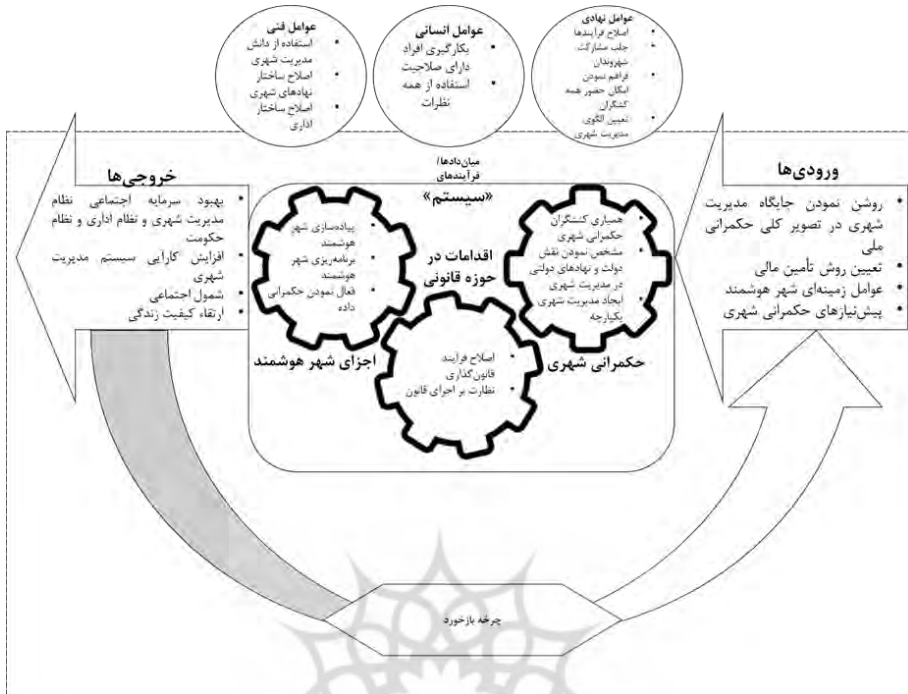 عوامل نهادی
• اصلاح فرآیندها
• جلب مشارکت
شهروندان
• فراهم نمودن
امکان حضور همه
کنشگران
• تعیین الگوی
مدیریت شهری
عوامل انسانی
• بکارگیری افراد
دارای صلاحیت
• استفاده از همه
نظرات
عوامل فنی
• استفاده از دانش
مدیریت شهری
• اصلاح ساختار
نهادهای شهری
• اصلاح ساختار
اداری
ورودی‌ها
• روشن نمودن جایگاه مدیریت
شهری در تصویر کلی حکمرانی
ملی
• تعیین روش تأمین مالی
• عوامل زمینه‌ای شهر هوشمند
• پیش‌نیازهای حکمرانی شهری
میان‌دادها/
فرآیندهای
«سیستم»
• همیاری کنشگران
حکمرانی شهری
• مشخص نمودن نقش
دولت و نهادهای دولتی
در مدیریت شهری
• ایجاد مدیریت شهری
یکپارچه
حکمرانی شهری
اقدامات در
حوزه قانونی
• اصلاح فرآیند
قانون‌گذاری
• نظارت بر اجرای قانون
• پیاده‌سازی شهر
هوشمند
• برنامه‌ریزی شهر
هوشمند
• فعال نمودن حکمرانی
داده
اجزای شهر هوشمند
خروجی‌ها
• بهبود سرمایه اجتماعی نظام
مدیریت شهری و نظام اداری و نظام
حکومت
• افزایش کارآیی سیستم مدیریت
شهری
• شمول اجتماعی
• ارتقاء کیفیت زندگی
چرخه بازخورد